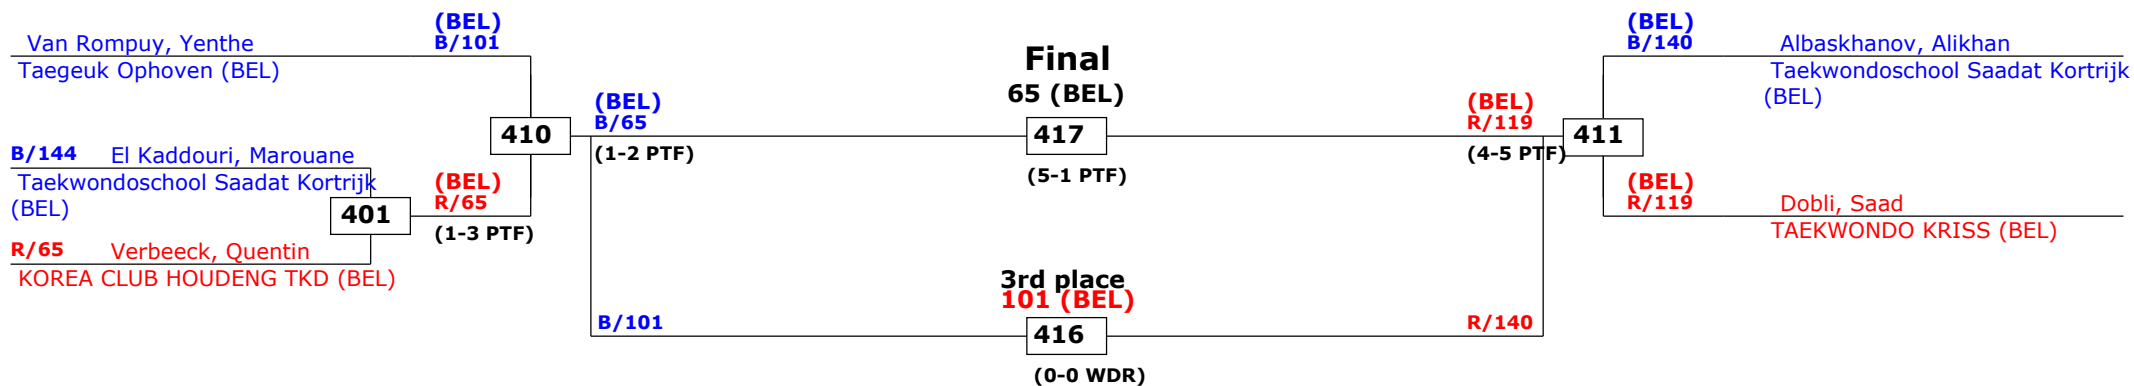 (BEL)
B/101
Van Rompuy, Yenthe
Taegeuk Ophoven (BEL)
B/144 El Kaddouri, Marouane
Taekwondoschool Saadat Kortrijk
(BEL)
R/65 Verbeeck, Quentin
KOREA CLUB HOUDENG TKD (BEL)
401
(BEL)
R/65
(1-3 PTF)
410
(BEL)
B/65
(1-2 PTF)
Final
65 (BEL)
417
(5-1 PTF)
3rd place
101 (BEL)
B/101
416
R/140
(0-0 WDR)
(BEL)
R/119
(4-5 PTF)
411
(BEL)
B/140
Albaskhanov, Alikhan
Taekwondoschool Saadat Kortrijk
(BEL)
(BEL)
R/119
Dobli, Saad
TAEKWONDO KRISS (BEL)